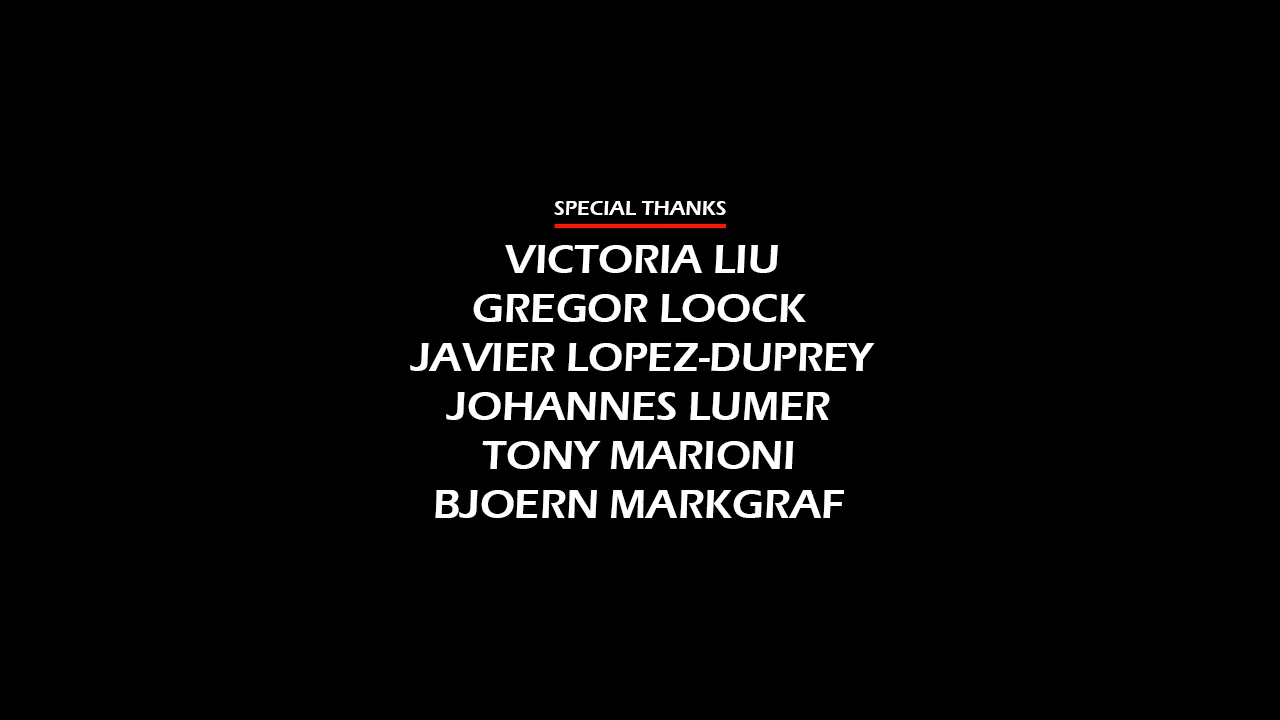 SPECIAL THANKS
VICTORIA LIU
GREGOR LOOCK
JAVIER LOPEZ-DUPREY
JOHANNES LUMER
TONY MARIONI
BJOERN MARKGRAF